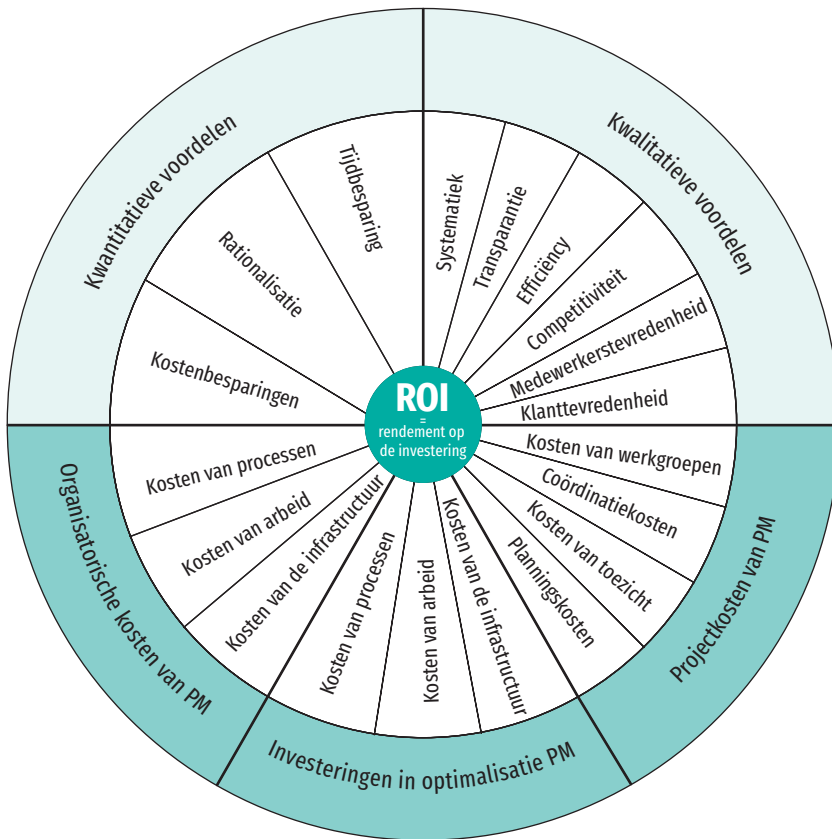 Kwantitatieve voordelen
Kwalitatieve voordelen
Kostenbesparingen
Rationalisatie
Tijdbesparing
Systematiek
Transparantie
Efficiëncy
Competitiviteit
Medewerkerstevredenheid
Klanttevredenheid
ROI
=
rendement op
de investering
Kosten van werkgroepen
Coördinatiekosten
Kosten van toezicht
Planningskosten
Projectkosten van PM
Kosten van de infrastructuur
Kosten van arbeid
Kosten van processen
Investeringen in optimalisatie PM
Kosten van de infrastructuur
Kosten van arbeid
Kosten van processen
Organisatorische kosten van PM